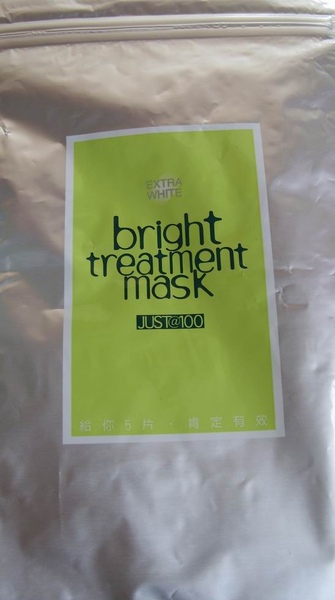 EXTRA
WHITE
bright
treatment
mask
JUST@100
給你5片·肯定有效